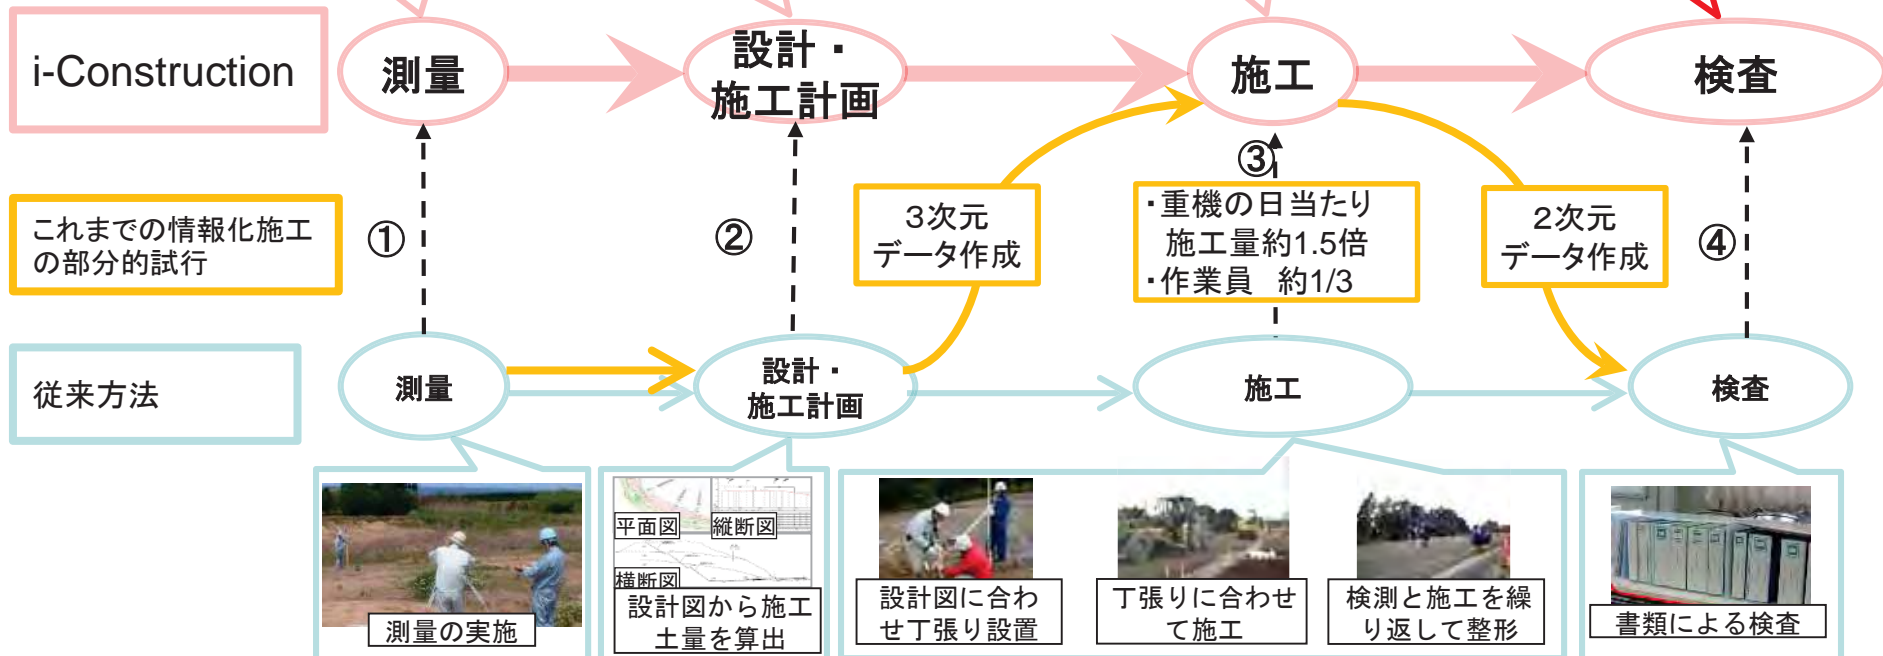 i-Construction
測量
設計・
施工計画
施工
検査
これまでの情報化施工
の部分的試行
①
②
3次元
データ作成
③
・重機の日当たり
施工量約1.5倍
・作業員 約1/3
2次元
データ作成
④
従来方法
測量
設計・
施工計画
施工
検査
測量の実施
平面図
縦断図
横断図
設計図から施工
土量を算出
設計図に合わ
せ丁張り設置
丁張りに合わせ
て施工
検測と施工を繰
り返して整形
書類による検査